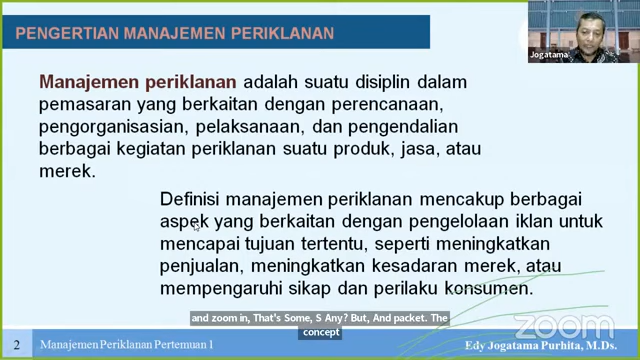 PENGERTIAN MANAJEMEN PERIKLANAN
Jogatama
Manajemen periklanan adalah suatu disiplin dalam
pemasaran yang berkaitan dengan perencanaan,
pengorganisasian, pelaksanaan, dan pengendalian
berbagai kegiatan periklanan suatu produk, jasa, atau
merek.
Definisi manajemen periklanan mencakup berbagai
aspek yang berkaitan dengan pengelolaan iklan untuk
mencapai tujuan tertentu, seperti meningkatkan
penjualan, meningkatkan kesadaran merek, atau
mempengaruhi sikap dan perilaku konsumen.
and zoom in, That's Some, S Any? But, And packet. The
concept
zoom
2 Manajemen Periklanan Pertemuan 1
Edy Jogatama Purhita, M.Ds.